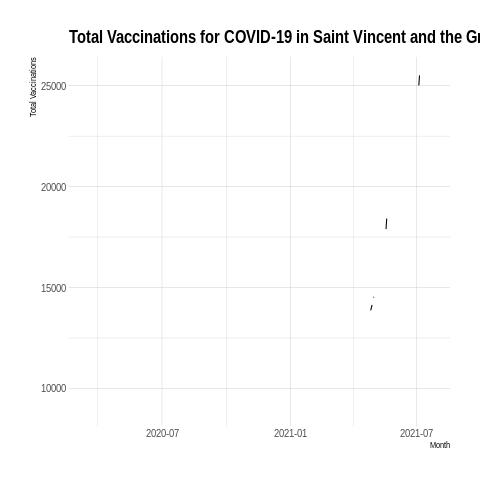 Total Vaccinations for COVID-19 in Saint Vincent and the Gr
Total Vaccinations
25000
20000
15000
10000
2020-07
2021-01
2021-07
Month